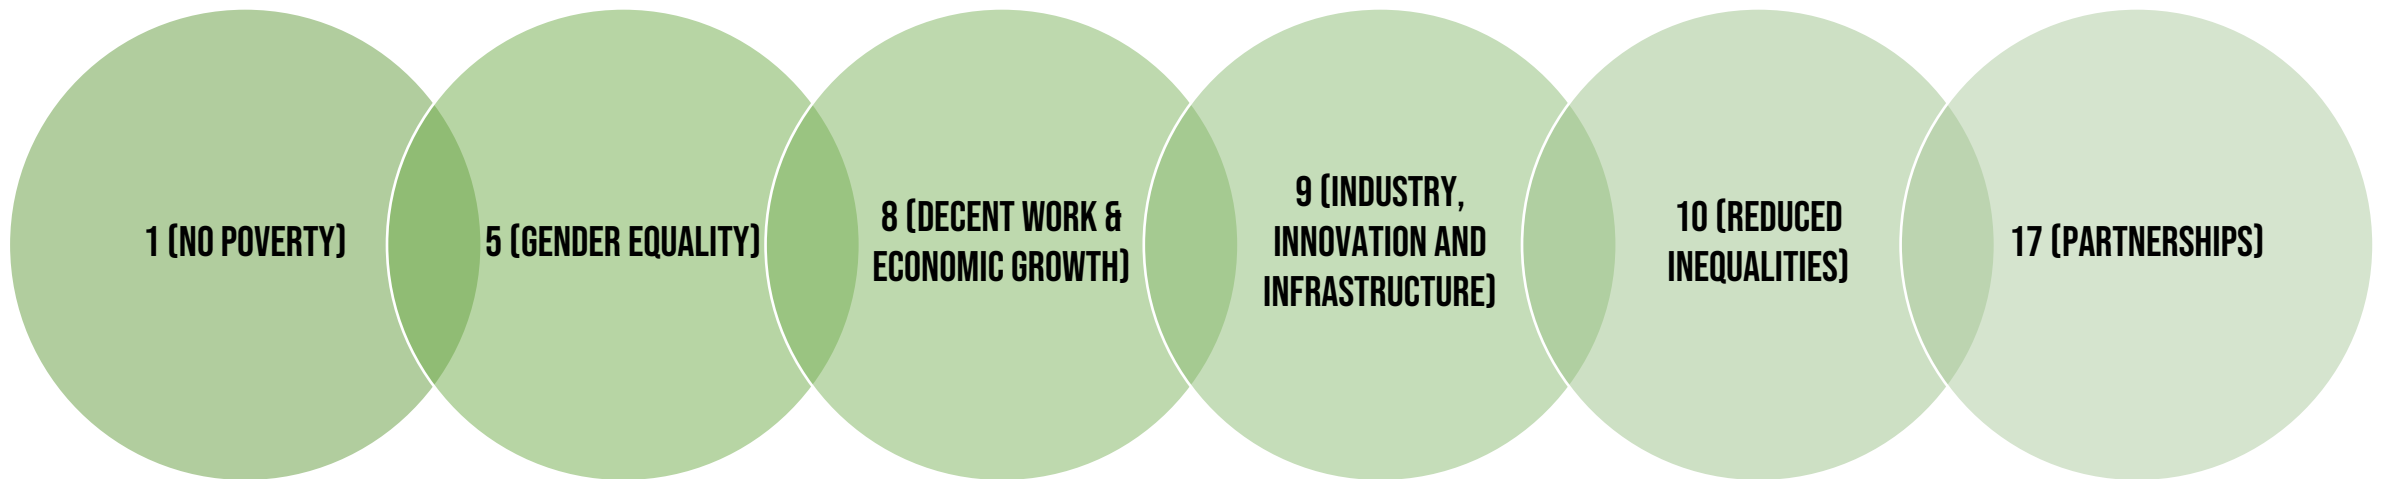 1 (NO POVERTY)
5 (GENDER EQUALITY)
8 (DECENT WORK &
ECONOMIC GROWTH)
9 (INDUSTRY,
INNOVATION AND
INFRASTRUCTURE)
10 (REDUCED
INEQUALITIES)
17 (PARTNERSHIPS)